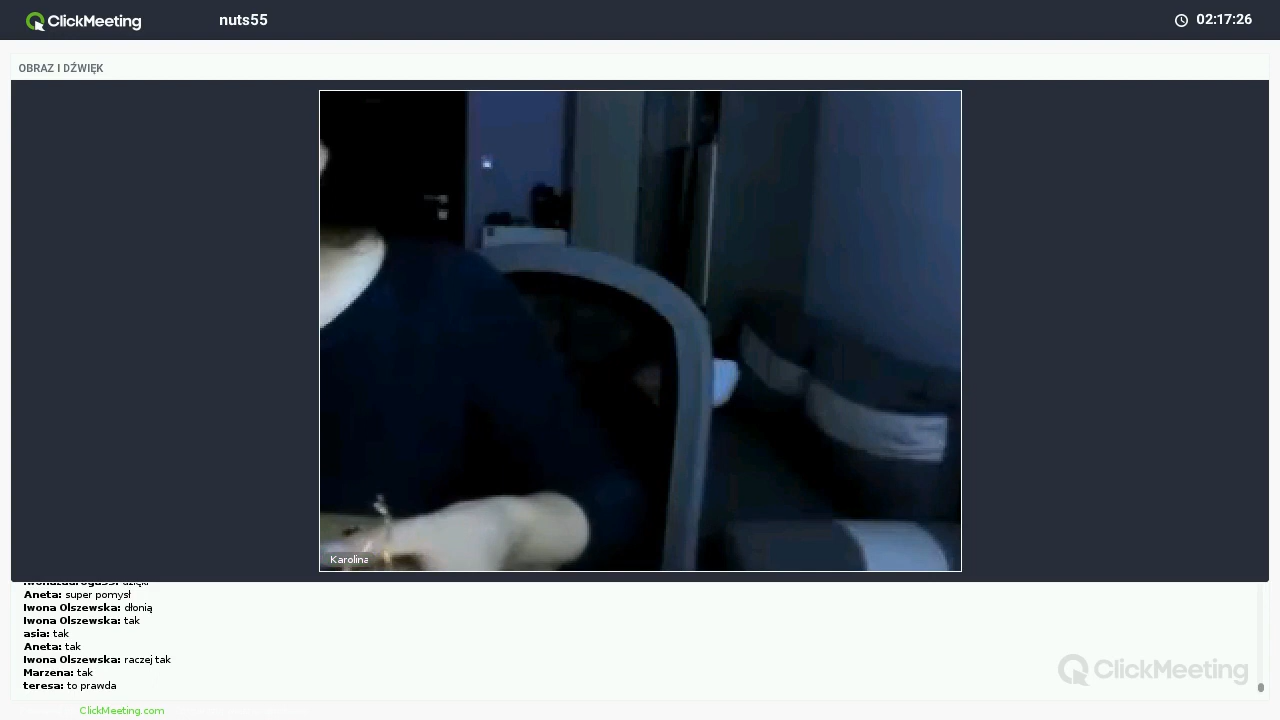 ClickMeeting
nuts55
02:17:26
OBRAZ I DŹWIĘK
Karolina
Aneta: super pomysł
Iwona Olszewska: dłonią
Iwona Olszewska: tak
asia: tak
Aneta: tak
Iwona Olszewska: raczej tak
Marzena: tak
teresa: to prawda
ClickMeeting
ClickMeeting.com